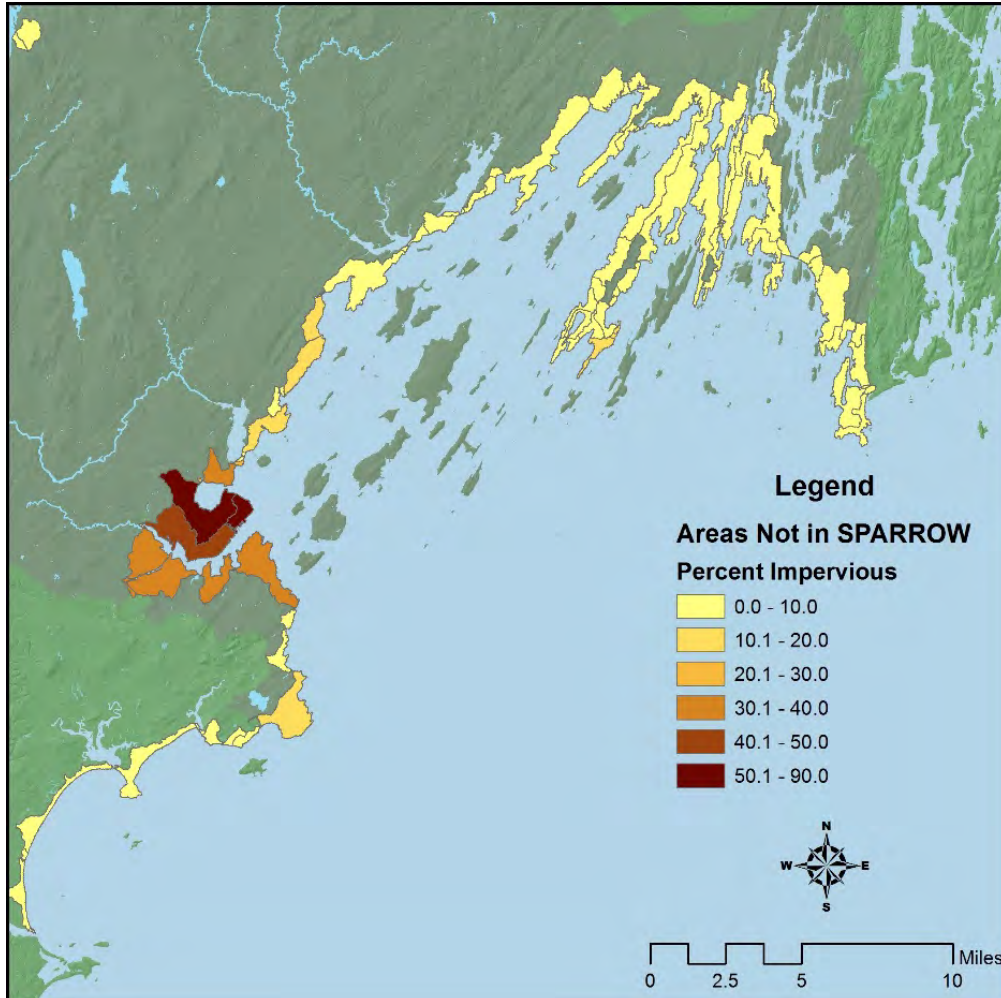 Legend
Areas Not in SPARROW
Percent Impervious
0.0 - 10.0
10.1 - 20.0
20.1 - 30.0
30.1 - 40.0
40.1 - 50.0
50.1 - 90.0
N
W E
S
Miles
0 2.5 5 10